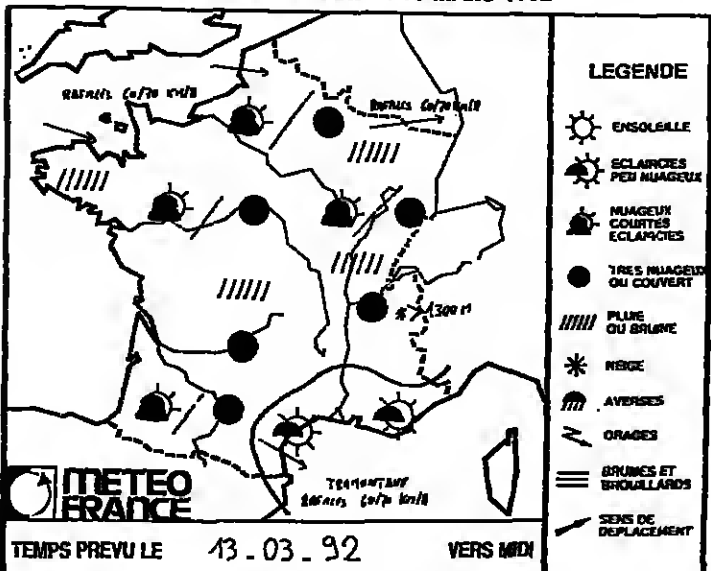 RAFALES 60/70 KM/H
RAFALES 60/70 KM/H
1300 M
TRAMONTANE
RAFALES 60/70 KM/H
METEO
FRANCE
TEMPS PREVU LE 13-03-92 VERS MIDI
LEGENDE
ENSOLEILLE
ECLAIRCIES
PEU NUAGEUX
NUAGEUX
COURTES
ECLAIRCIES
TRES NUAGEUX
OU COUVERT
PLUIE
OU BRUINE
NEIGE
AVERSES
ORAGES
BRUMES ET
BROUILLARDS
SENS DE
DEPLACEMENT